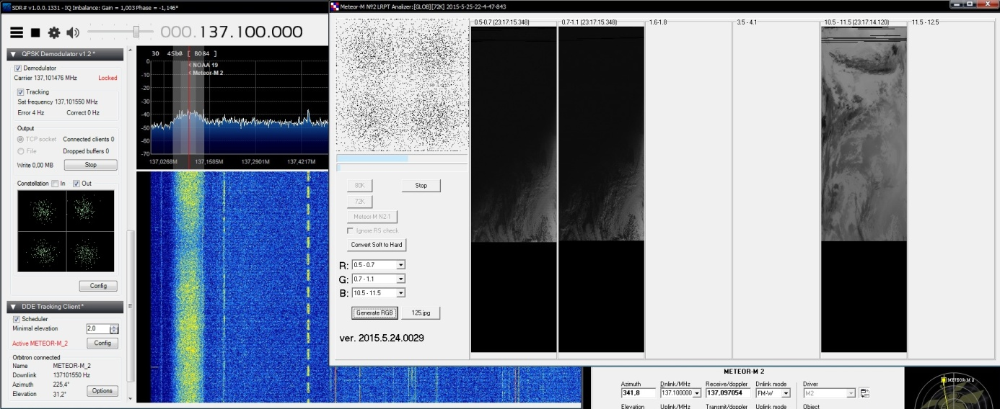 SDR# v1.0.0.1331 - IQ Imbalance: Gain = 1,003 Phase = -1,146°
000.137.100.000
QPSK Demodulator v1.2 *
Demodulator
Carrier 137,101476 MHz Locked
Tracking
Sat frequency 137,101550 MHz
Error 4 Hz Correct 0 Hz
Output
TCP socket Connected clients 0
File Dropped buffers 0
Write 0,00 MB Stop
Constellation In Out
Config
DDE Tracking Client *
Scheduler
Minimal elevation 2,0
Active METEOR-M_2 Config
Orbitron connected
Name METEOR-M_2
Downlink 137101550 Hz
Azimuth 225,4°
Elevation 31,2°
Options
0
-10
-20
-30
-40
-50
-60
-70
< NOAA 19
< Meteor-M 2
137,0268M 137,1585M 137,2901M 137,4217M
Meteor-M №2 LRPT Analizer:[GLOB][72K] 2015-5-25-22-4-47-843
0.5-0.7 (23:17:15.348) 0.7-1.1 (23:17:15.348) 1.6-1.8 3.5 - 4.1 10.5 - 11.5 (23:17:14.120) 11.5 - 12.5
80K Stop
72K
Meteor-M N2-1
Ignore RS check
Convert Soft to Hard
R: 0.5 - 0.7
G: 0.7 - 1.1
B: 10.5 - 11.5
Generate RGB 125.jpg
ver. 2015.5.24.0029
METEOR-M 2
Azimuth Dnlink/MHz Receive/doppler Dnlink mode Driver
341,8 137.100000 137,097054 FM-W M2
Elevation Uplink/MHz Transmit/doppler Uplink mode Object
METEOR-M 2